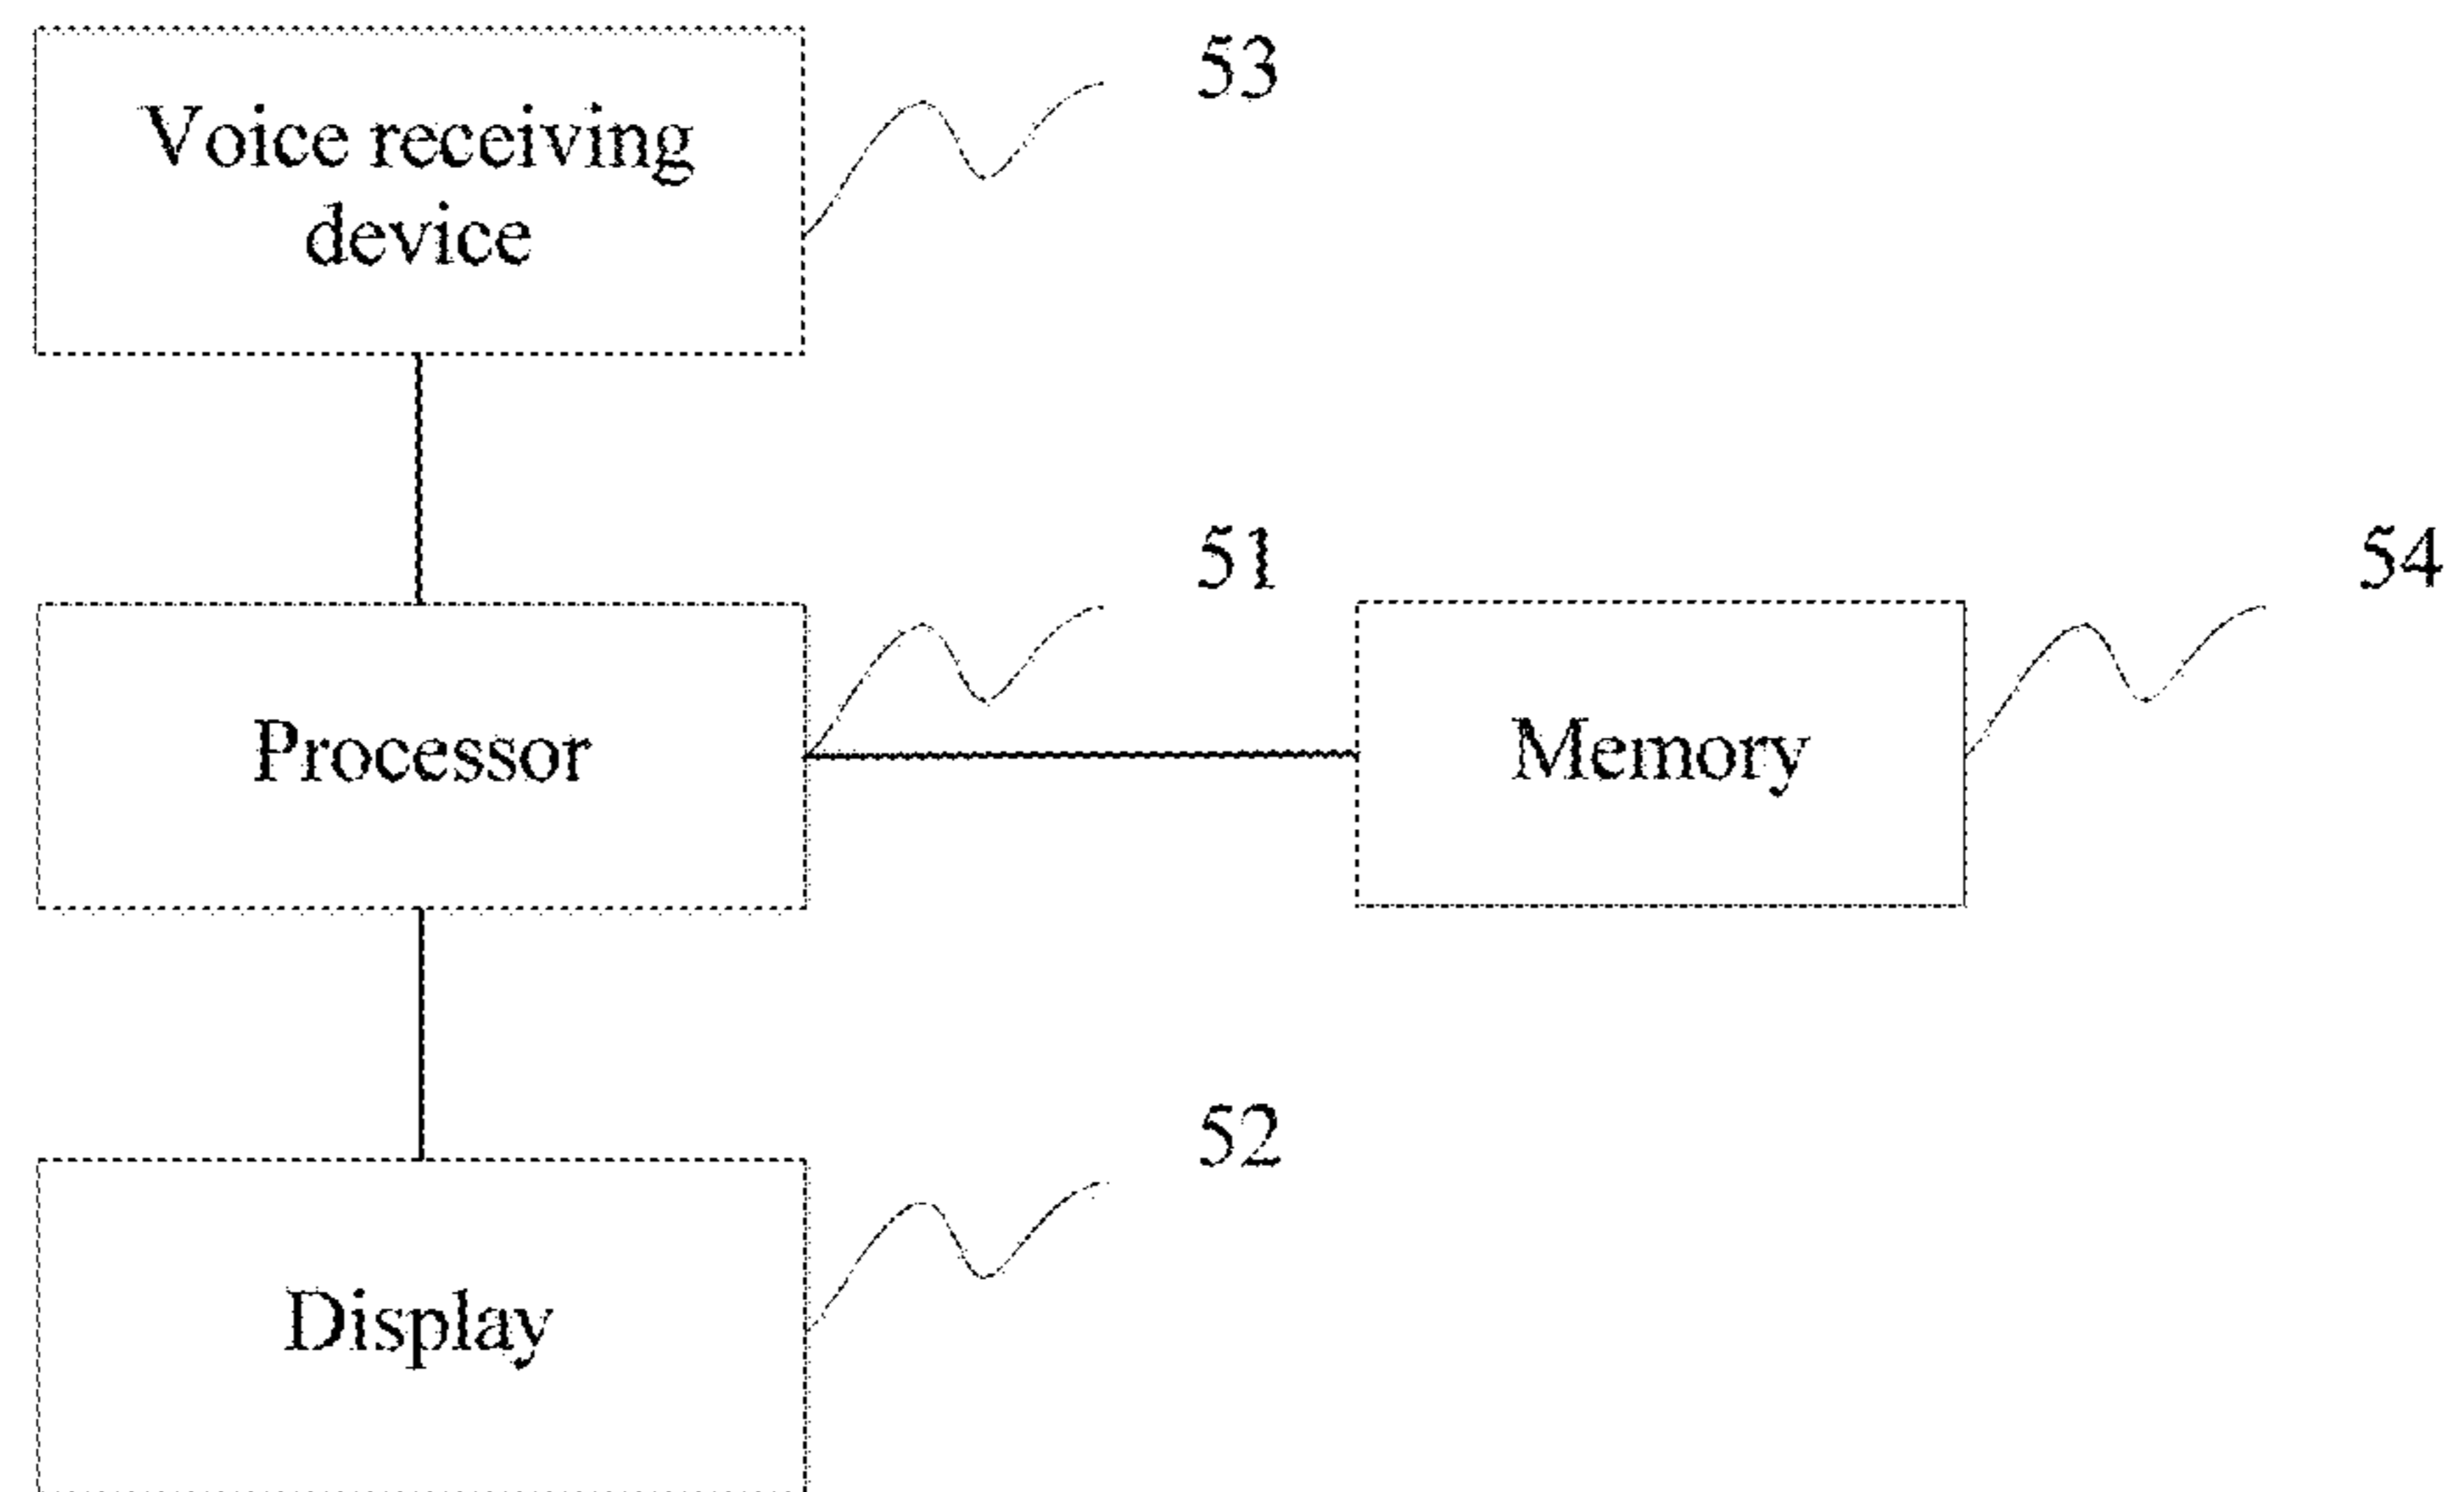 Voice receiving
device
53
Processor
51
Memory
54
Display
52